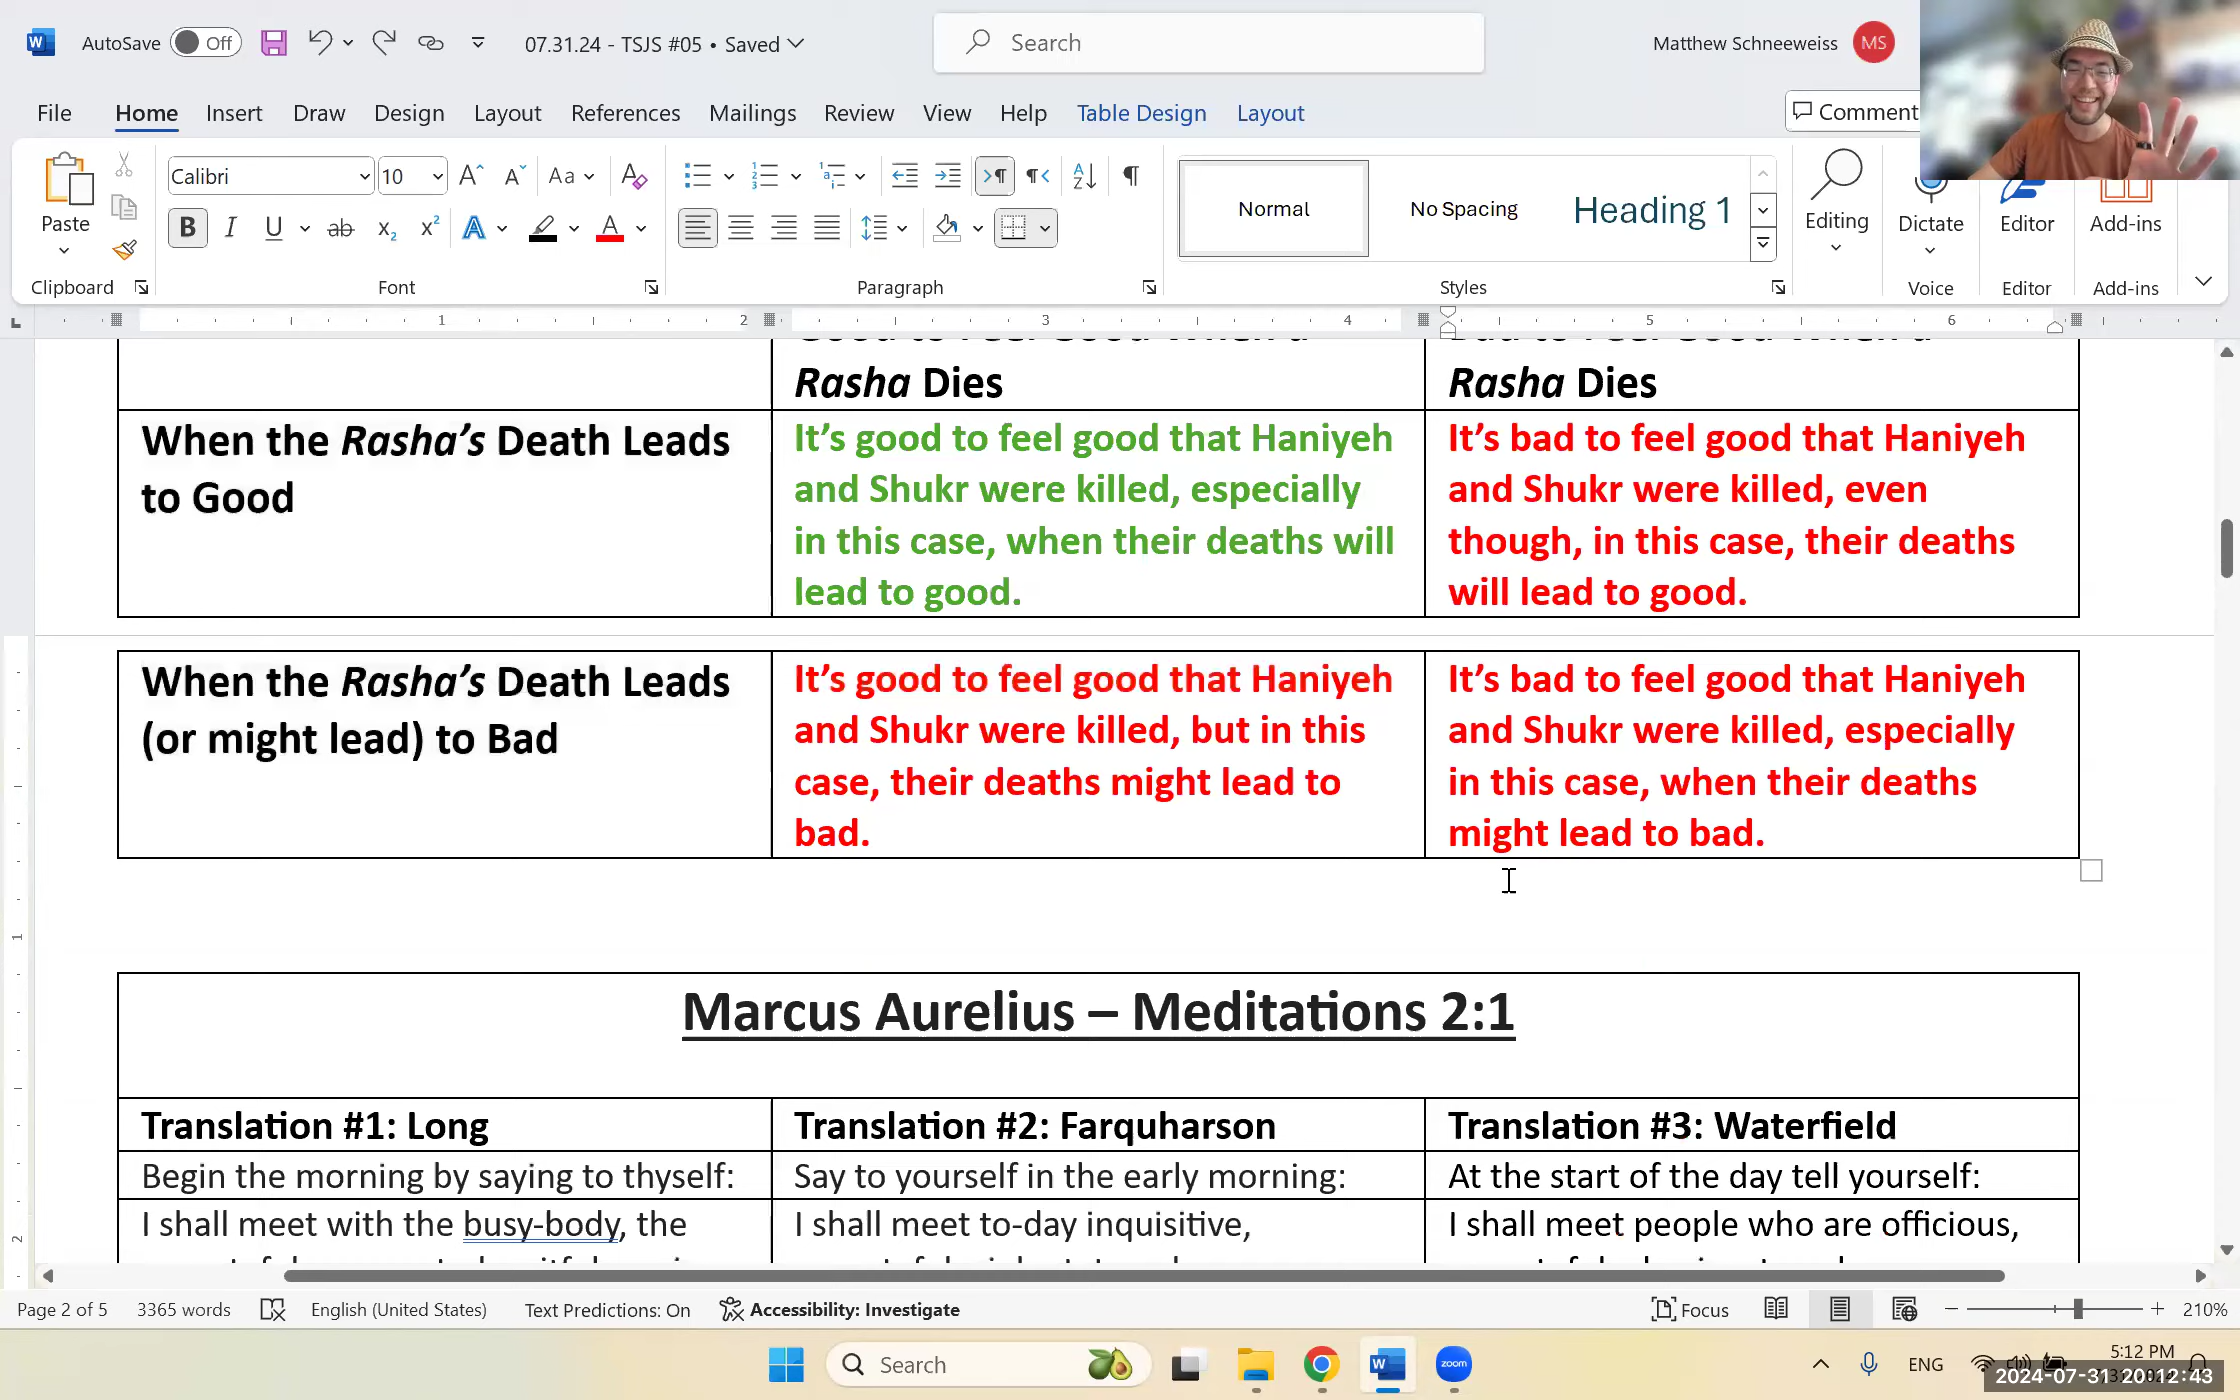 AutoSave Off 07.31.24 - TSJS #05 • Saved Search Matthew Schneeweiss MS
File Home Insert Draw Design Layout References Mailings Review View Help Table Design Layout Comment
Paste Calibri 10 Aa Normal No Spacing Heading 1 Editing Dictate Editor Add-ins
B I U ab x₂ x² A A
Clipboard Font Paragraph Styles Voice Editor Add-ins
1 2 3 4 5 6
Rasha Dies
Rasha Dies
When the Rasha's Death Leads
to Good
It's good to feel good that Haniyeh
and Shukr were killed, especially
in this case, when their deaths will
lead to good.
It's bad to feel good that Haniyeh
and Shukr were killed, even
though, in this case, their deaths
will lead to good.
When the Rasha's Death Leads
(or might lead) to Bad
It's good to feel good that Haniyeh
and Shukr were killed, but in this
case, their deaths might lead to
bad.
It's bad to feel good that Haniyeh
and Shukr were killed, especially
in this case, when their deaths
might lead to bad.
Marcus Aurelius – Meditations 2:1
Translation #1: Long
Translation #2: Farquharson
Translation #3: Waterfield
Begin the morning by saying to thyself:
Say to yourself in the early morning:
At the start of the day tell yourself:
I shall meet with the busy-body, the
I shall meet to-day inquisitive,
I shall meet people who are officious,
Page 2 of 5 3365 words English (United States) Text Predictions: On Accessibility: Investigate Focus 210%
Search zoom ENG 5:12 PM
2024-07-31 20:12:43